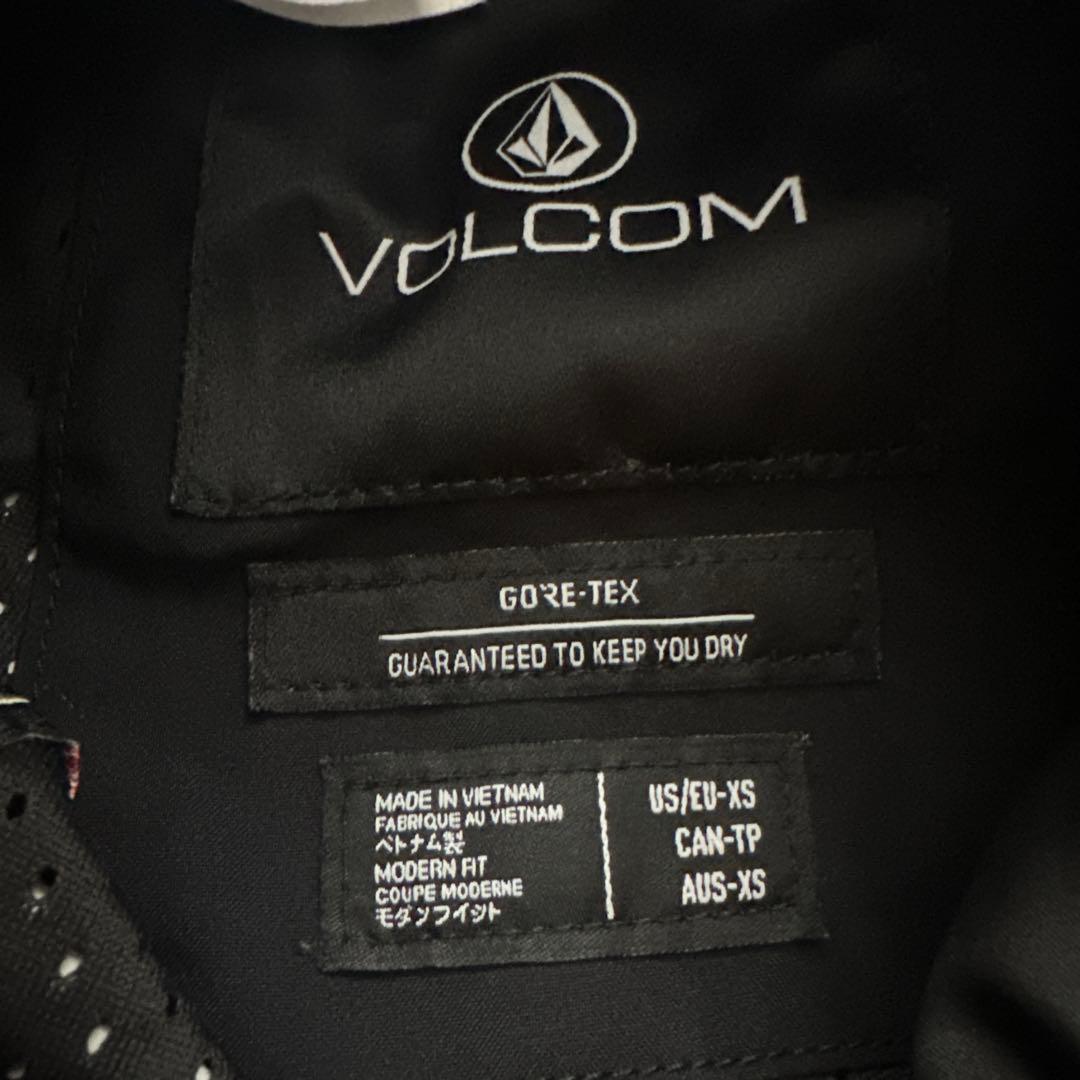 VOLCOM
GORE-TEX
GUARANTEED TO KEEP YOU DRY
MADE IN VIETNAM
FABRIQUE AU VIETNAM
ベトナム製
MODERN FIT
COUPE MODERNE
モダンフイット
US/EU-XS
CAN-TP
AUS-XS